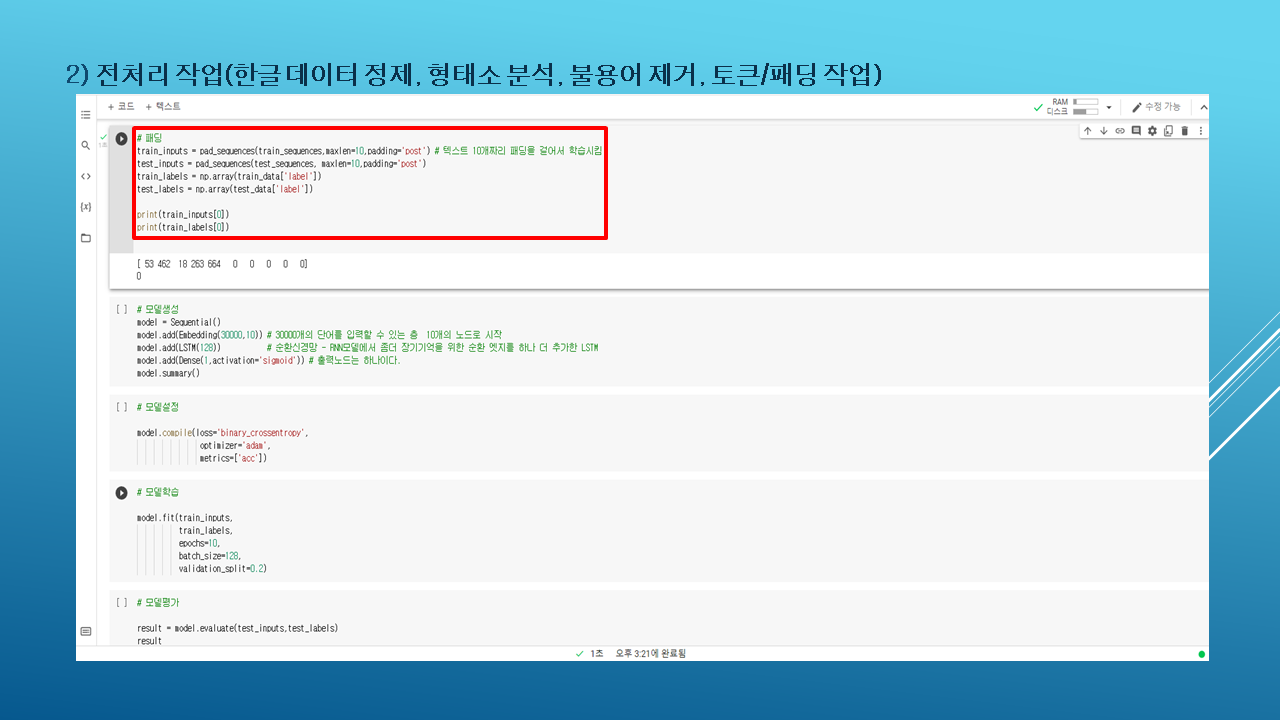 2) 전처리 작업(한글 데이터 정제, 형태소 분석, 불용어 제거, 토큰/패딩 작업)
+ 코드 + 텍스트
RAM
디스크
수정 가능
1초
# 패딩
train_inputs = pad_sequences(train_sequences,maxlen=10,padding='post') # 텍스트 10개짜리 패딩을 걸어서 학습시킴
test_inputs = pad_sequences(test_sequences, maxlen=10,padding='post')
train_labels = np.array(train_data['label'])
test_labels = np.array(test_data['label'])
print(train_inputs[0])
print(train_labels[0])
[ 53 462 18 263 664 0 0 0 0 0]
0
[ ] # 모델생성
model = Sequential()
model.add(Embedding(30000,10)) # 30000개의 단어를 입력할 수 있는 층 10개의 노드로 시작
model.add(LSTM(128)) # 순환신경망 - RNN모델에서 좀더 장기기억을 위한 순환 엣지를 하나 더 추가한 LSTM
model.add(Dense(1,activation='sigmoid')) # 출력노드는 하나이다.
model.summary()
[ ] # 모델설정
model.compile(loss='binary_crossentropy',
optimizer='adam',
metrics=['acc'])
# 모델학습
model.fit(train_inputs,
train_labels,
epochs=10,
batch_size=128,
validation_split=0.2)
[ ] # 모델평가
result = model.evaluate(test_inputs,test_labels)
result
1초 오후 3:21에 완료됨